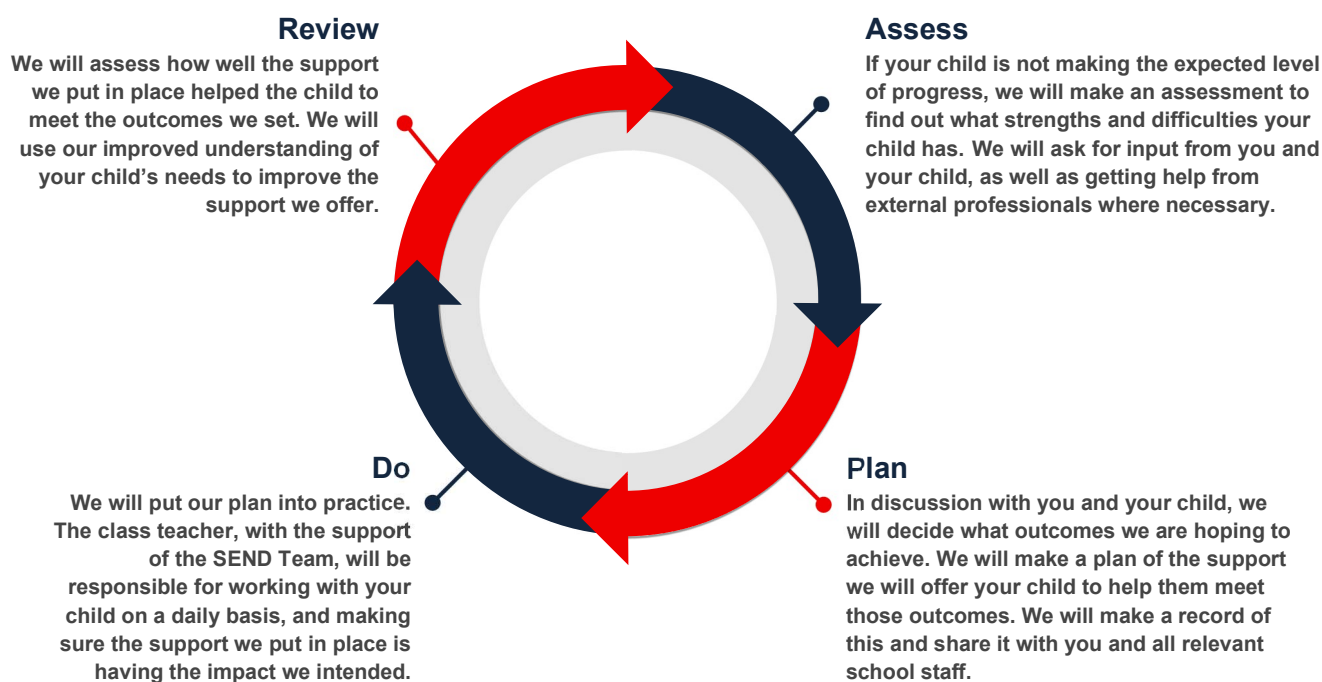 Review
We will assess how well the support
we put in place helped the child to
meet the outcomes we set. We will
use our improved understanding of
your child’s needs to improve the
support we offer.
Assess
If your child is not making the expected level
of progress, we will make an assessment to
find out what strengths and difficulties your
child has. We will ask for input from you and
your child, as well as getting help from
external professionals where necessary.
Do
We will put our plan into practice.
The class teacher, with the support
of the SEND Team, will be
responsible for working with your
child on a daily basis, and making
sure the support we put in place is
having the impact we intended.
Plan
In discussion with you and your child, we
will decide what outcomes we are hoping to
achieve. We will make a plan of the support
we will offer your child to help them meet
those outcomes. We will make a record of
this and share it with you and all relevant
school staff.